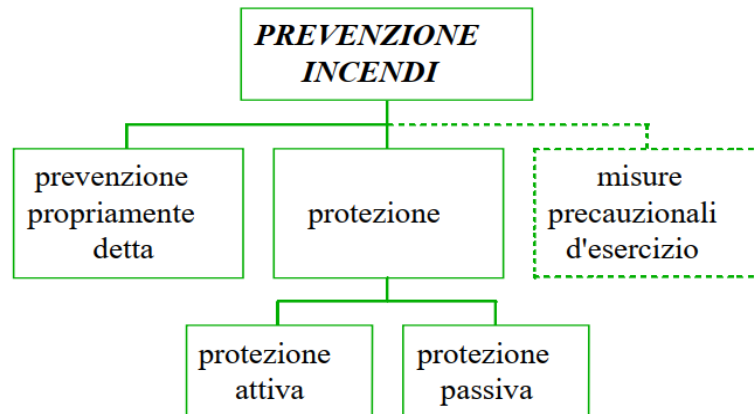 PREVENZIONE
INCENDI
prevenzione
propriamente
detta
protezione
misure
precauzionali
d'esercizio
protezione
attiva
protezione
passiva